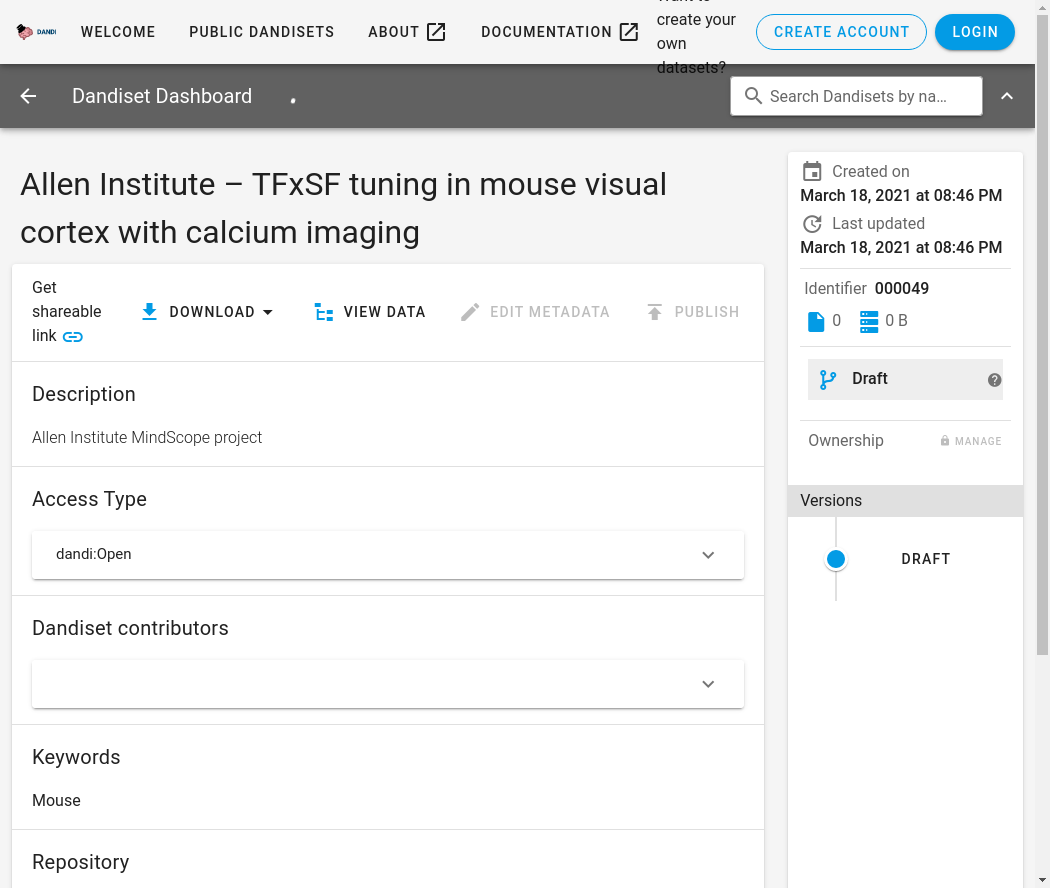 DANDI
WELCOME
PUBLIC DANDISETS
ABOUT
DOCUMENTATION
create your
own
datasets?
CREATE ACCOUNT
LOGIN
Dandiset Dashboard
Search Dandisets by na...
Allen Institute – TFxSF tuning in mouse visual
cortex with calcium imaging
Get
shareable
link
DOWNLOAD
VIEW DATA
EDIT METADATA
PUBLISH
Description
Allen Institute MindScope project
Access Type
dandi:Open
Dandiset contributors
Keywords
Mouse
Repository
Created on
March 18, 2021 at 08:46 PM
Last updated
March 18, 2021 at 08:46 PM
Identifier 000049
0
0 B
Draft
Ownership
MANAGE
Versions
DRAFT